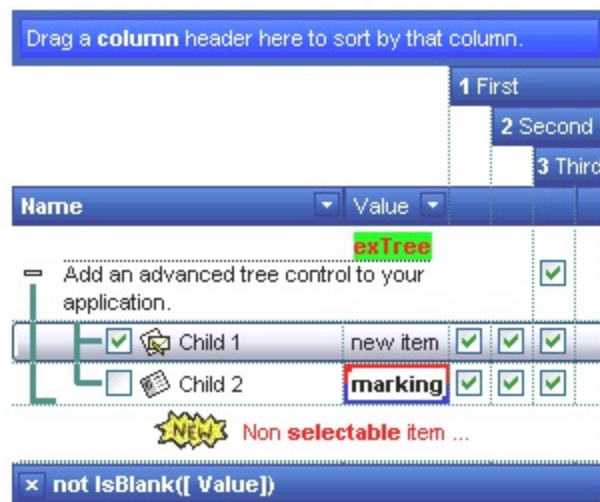 Drag a column header here to sort by that column.
1 First
2 Second
3 Third
Name Value
exTree
Add an advanced tree control to your
application.
Child 1 new item
Child 2 marking
NEW Non selectable item ...
× not IsBlank([ Value])